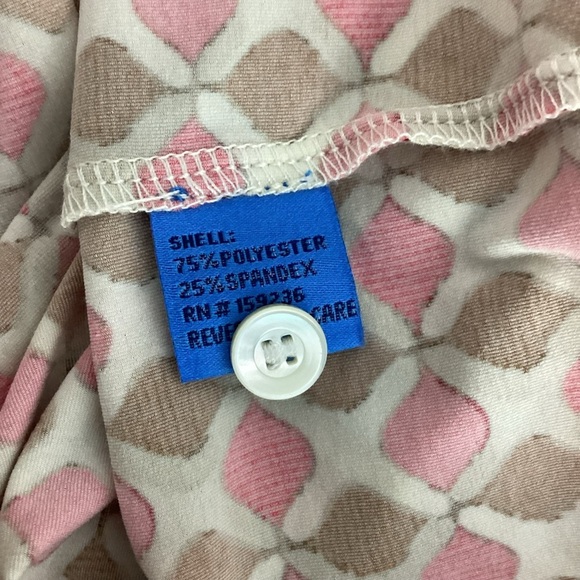 SHELL:
75%POLYESTER
25%SPANDEX
RN # 159236
CARE